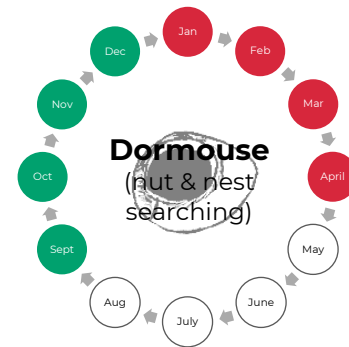 Jan
Feb
Mar
April
May
June
July
Aug
Sept
Oct
Nov
Dec
Dormouse
(nut & nest
searching)